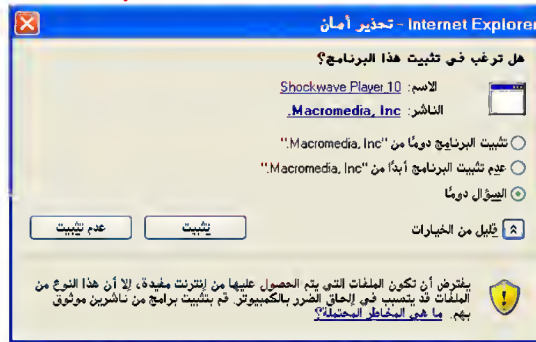 Internet Explorer - تحذير أمان
هل ترغب في تثبيت هذا البرنامج؟
الاسم: Shockwave Player 10
الناشر: Macromedia, Inc.
تثبيت البرنامج دومًا من "Macromedia, Inc."
عدم تثبيت البرنامج أبدًا من "Macromedia, Inc."
السؤال دومًا
قليل من الخيارات
تثبيت
عدم تثبيت
يفترض أن تكون الملفات التي يتم الحصول عليها من إنترنت مفيدة، إلا أن هذا النوع من
الملفات قد يتسبب في إلحاق الضرر بالكمبيوتر. قم بتثبيت برامج من ناشرين موثوق
بهم. ما هي المخاطر المحتملة؟